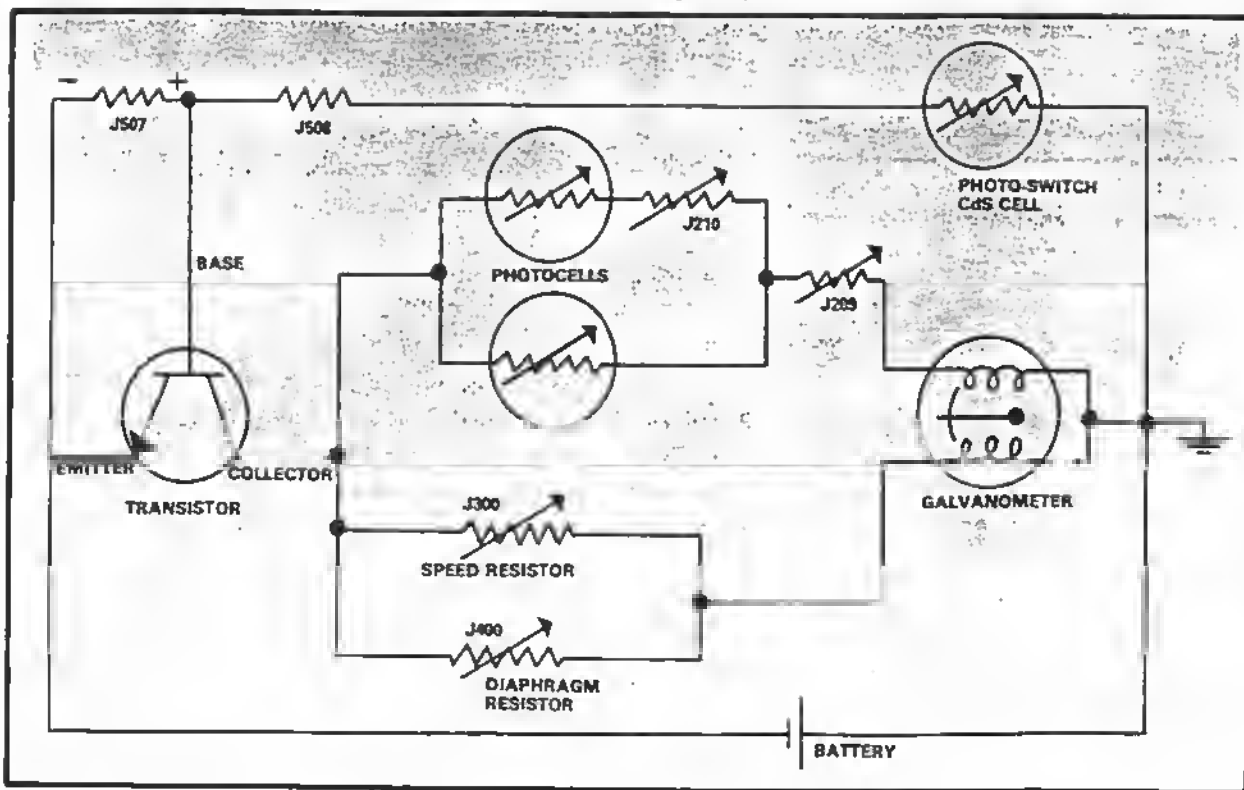 - +
J507
J508
PHOTO-SWITCH
CdS CELL
J210
PHOTOCELLS
BASE
J209
EMITTER
COLLECTOR
TRANSISTOR
GALVANOMETER
J300
SPEED RESISTOR
J400
DIAPHRAGM
RESISTOR
BATTERY